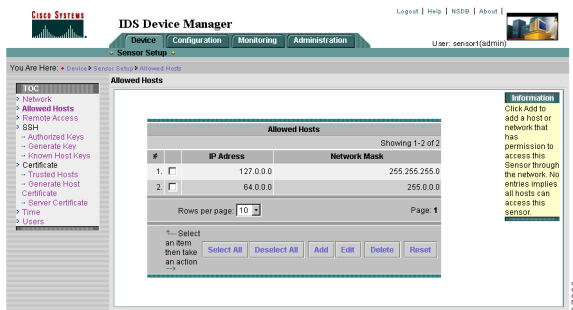 CISCO SYSTEMS
IDS Device Manager
Logout | Help | NSDB | About |
Device Configuration Monitoring Administration
Sensor Setup
User: sensor1(admin)
You Are Here: Device > Sensor Setup > Allowed Hosts
TOC
Network
Allowed Hosts
Remote Access
SSH
Authorized Keys
Generate Key
Known Host Keys
Certificate
Trusted Hosts
Generate Host
Certificate
Server Certificate
Time
Users
Allowed Hosts
Allowed Hosts
Showing 1-2 of 2
# IP Adress Network Mask
1. 127.0.0.0 255.255.255.0
2. 64.0.0.0 255.0.0.0
Rows per page: 10 Page: 1
Select
an item
then take
an action
Select All Deselect All Add Edit Delete Reset
Information
Click Add to
add a host or
network that
has
permission to
access this
Sensor through
the network. No
entries implies
all hosts can
access this
sensor.